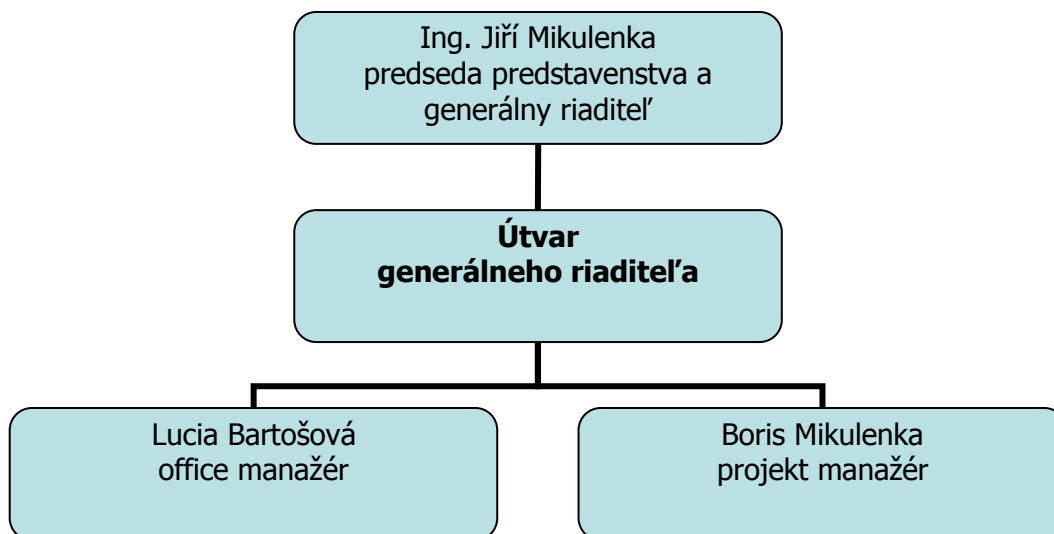 Ing. Jiří Mikulenka
predseda predstavenstva a
generálny riaditeľ
Útvar
generálneho riaditeľa
Lucia Bartošová
office manažér
Boris Mikulenka
projekt manažér